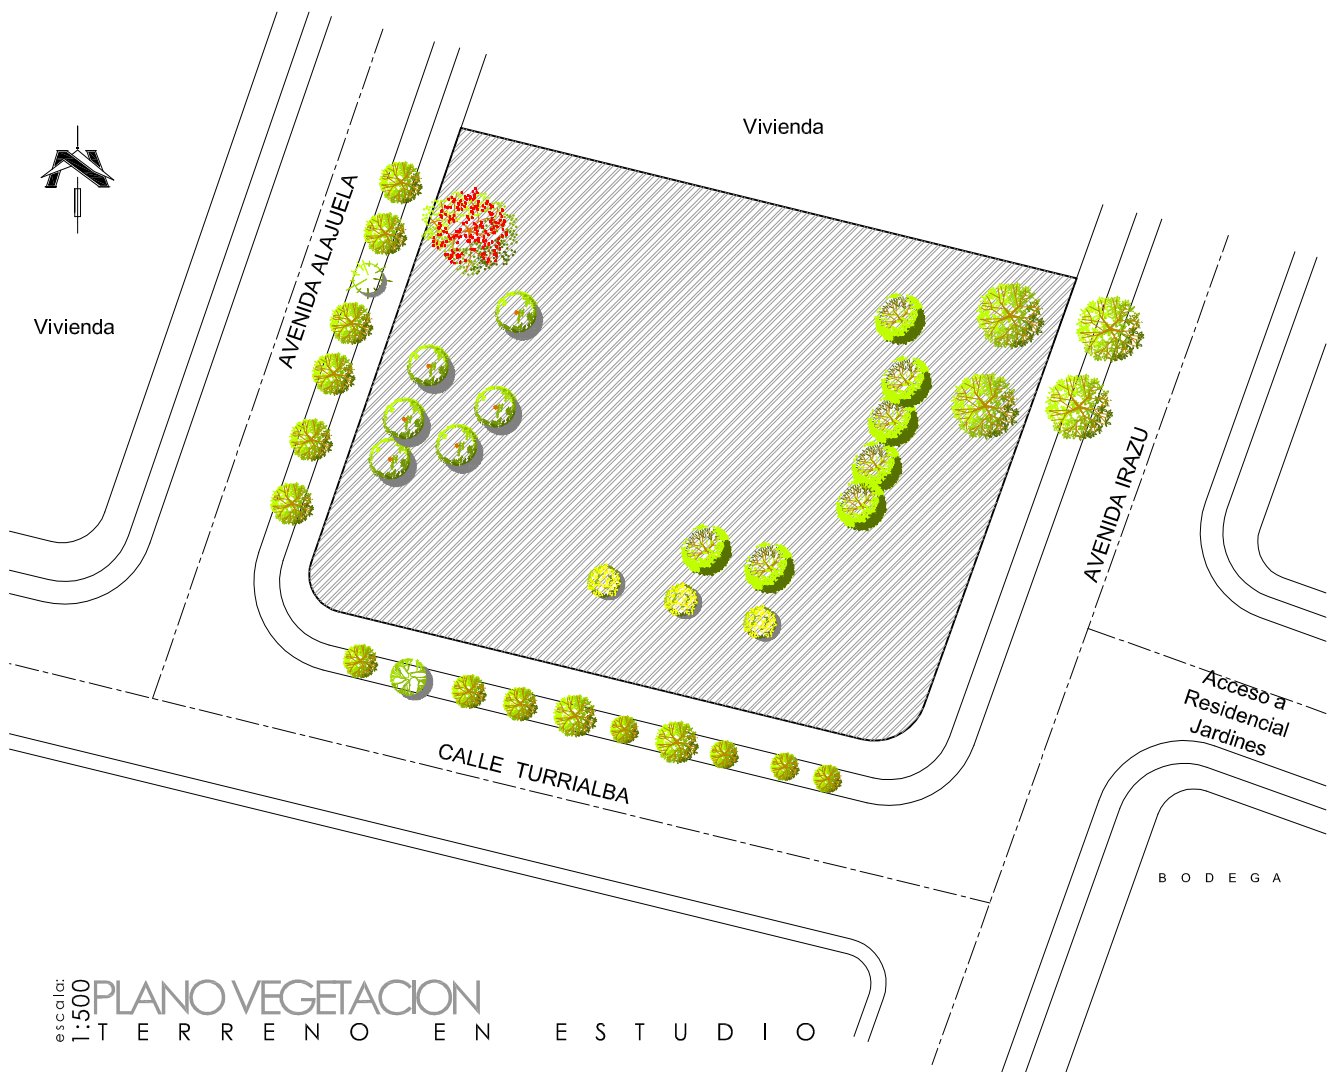 Vivienda
AVENIDA ALAJUELA
Vivienda
AVENIDA IRAZU
Acceso a
Residencial
Jardines
CALLE TURRIALBA
BODEGA
escala:
1:500
PLANO VEGETACION
TERRENO EN ESTUDIO